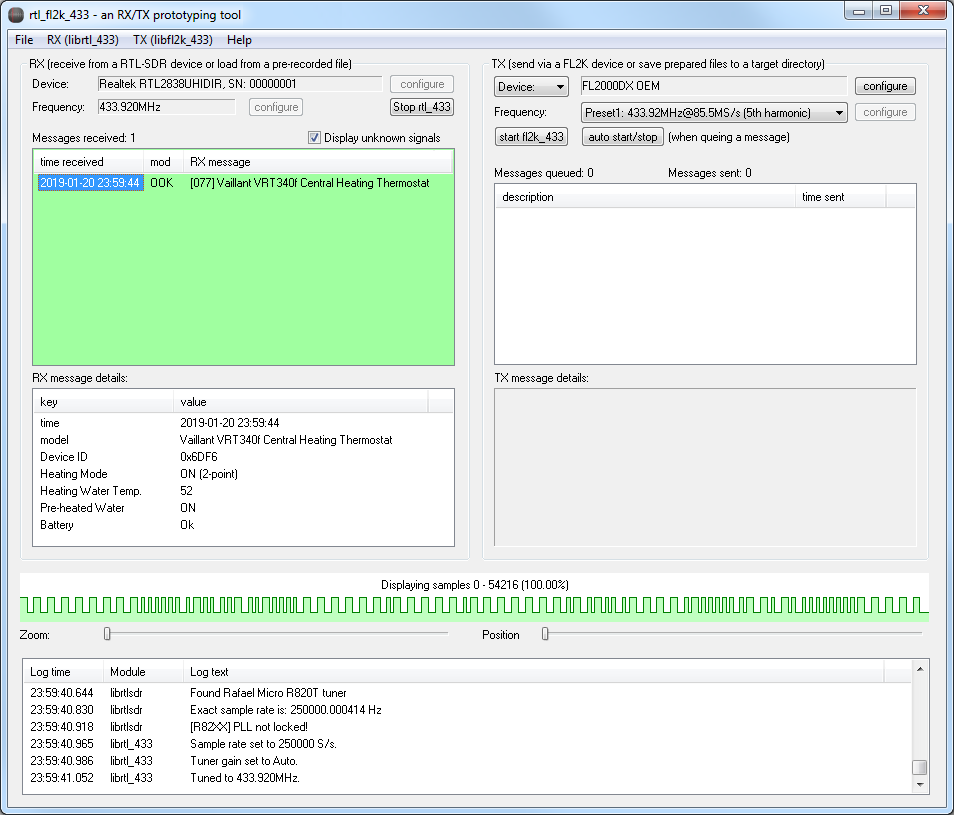 rtl_fl2k_433 - an RX/TX prototyping tool
File RX (librtl_433) TX (libfl2k_433) Help
RX (receive from a RTL-SDR device or load from a pre-recorded file)
Device: Realtek RTL2838UHIDIR, SN: 00000001 configure
Frequency: 433.920MHz configure Stop rtl_433
Messages received: 1 Display unknown signals
time received mod RX message
2019-01-20 23:59:44 OOK [077] Vaillant VRT340f Central Heating Thermostat
RX message details:
key value
time 2019-01-20 23:59:44
model Vaillant VRT340f Central Heating Thermostat
Device ID 0x6DF6
Heating Mode ON (2-point)
Heating Water Temp. 52
Pre-heated Water ON
Battery Ok
TX (send via a FL2K device or save prepared files to a target directory)
Device: FL2000DX OEM configure
Frequency: Preset1: 433.92MHz@85.5MS/s (5th harmonic) configure
start fl2k_433 auto start/stop (when queing a message)
Messages queued: 0 Messages sent: 0
description time sent
TX message details:
Displaying samples 0 - 54216 (100.00%)
Zoom: Position
Log time Module Log text
23:59:40.644 librtlsdr Found Rafael Micro R820T tuner
23:59:40.830 librtlsdr Exact sample rate is: 250000.000414 Hz
23:59:40.918 librtlsdr [R82XX] PLL not locked!
23:59:40.965 librtl_433 Sample rate set to 250000 S/s.
23:59:40.986 librtl_433 Tuner gain set to Auto.
23:59:41.052 librtl_433 Tuned to 433.920MHz.